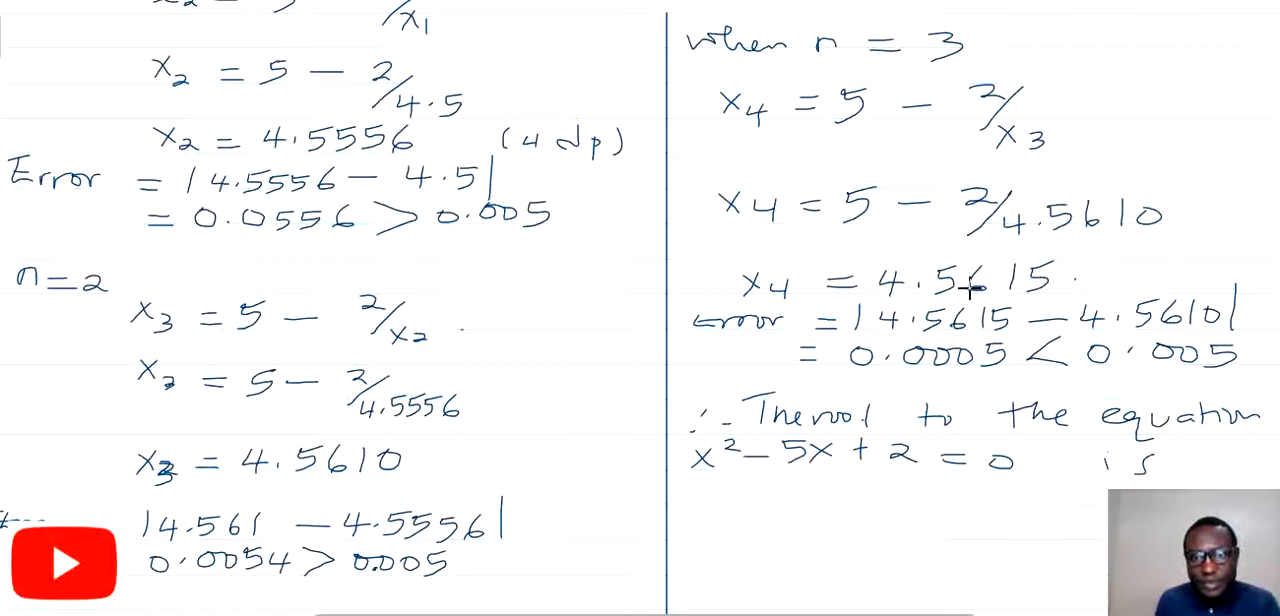 /x1
x2 = 5 - 2/4.5
x2 = 4.5556 (4 dp)
Error = |4.5556 - 4.5|
= 0.0556 > 0.005
n=2
x3 = 5 - 2/x2
x3 = 5 - 2/4.5556
x3 = 4.5610
|4.561 - 4.5556|
0.0054 > 0.005
when n = 3
x4 = 5 - 2/x3
x4 = 5 - 2/4.5610
x4 = 4.5615
Error = |4.5615 - 4.5610|
= 0.0005 < 0.005
∴ The root to the equation
x² - 5x + 2 = 0 is